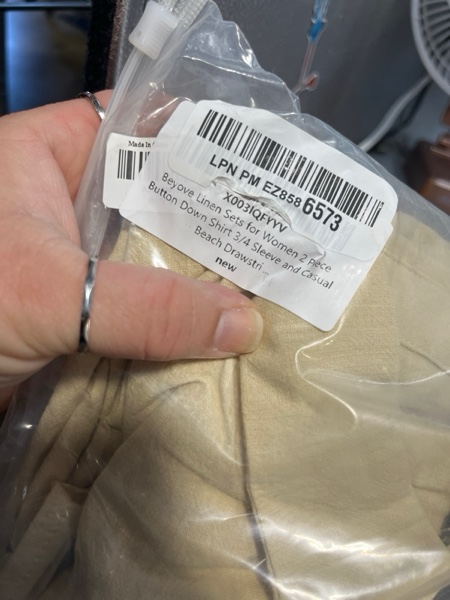 Made In
LPN PM EZ858 6573
X003IQFYYV
Beyove Linen Sets for Women 2 Piece
Button Down Shirt 3/4 Sleeve and Casual
Beach Drawstri...
new